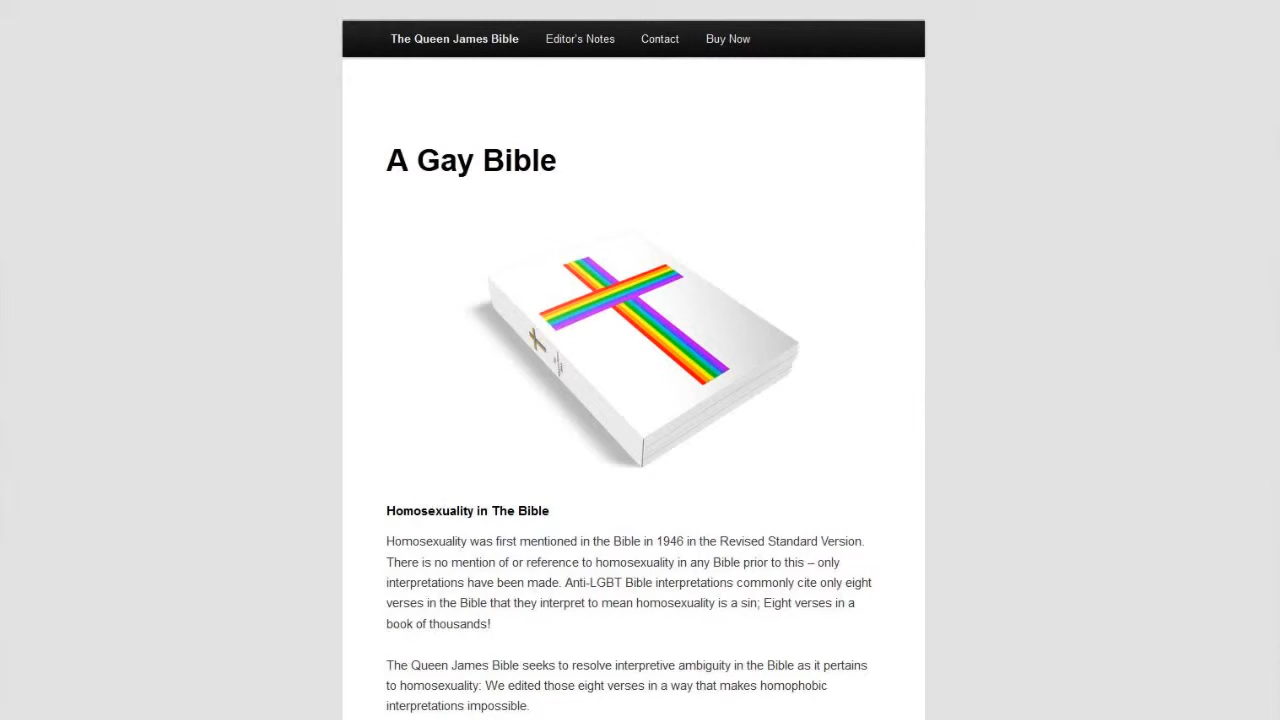 The Queen James Bible Editor's Notes Contact Buy Now
A Gay Bible
Homosexuality in The Bible
Homosexuality was first mentioned in the Bible in 1946 in the Revised Standard Version.
There is no mention of or reference to homosexuality in any Bible prior to this – only
interpretations have been made. Anti-LGBT Bible interpretations commonly cite only eight
verses in the Bible that they interpret to mean homosexuality is a sin; Eight verses in a
book of thousands!
The Queen James Bible seeks to resolve interpretive ambiguity in the Bible as it pertains
to homosexuality: We edited those eight verses in a way that makes homophobic
interpretations impossible.